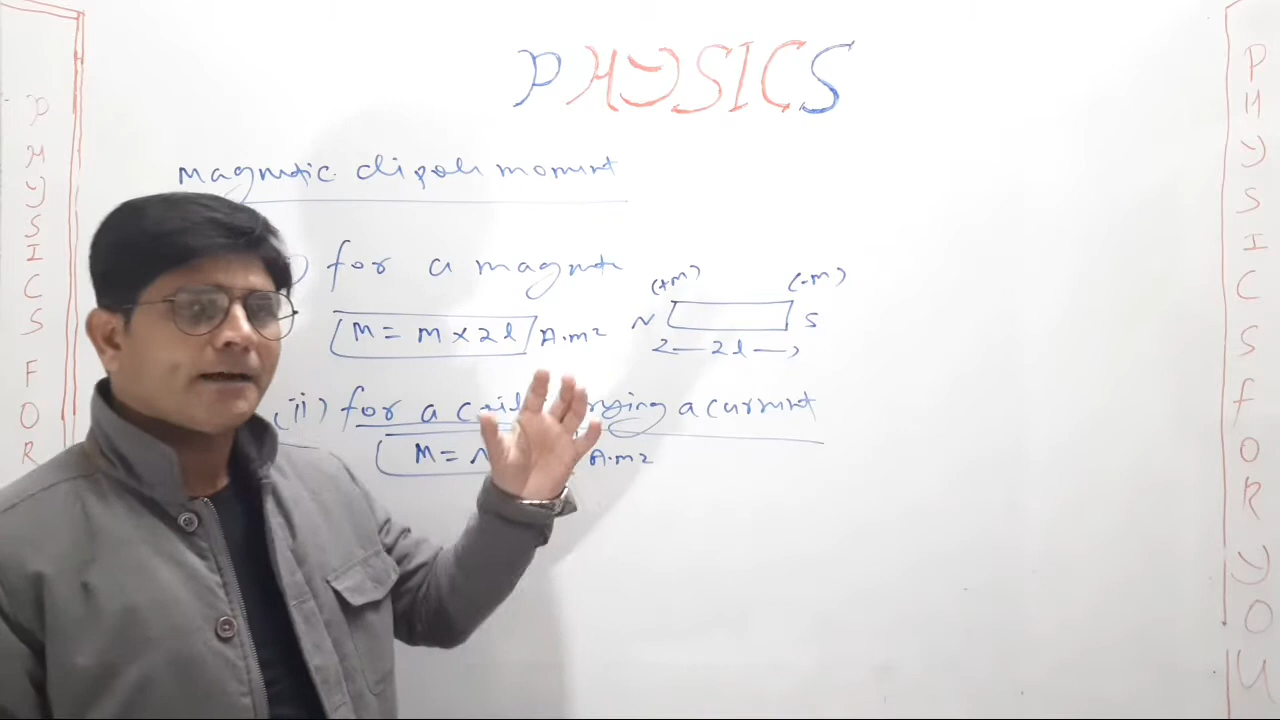 PHYSICS
PHYSICS FOR
magnetic dipole moment
) for a magnet
(+m) (-m)
M = m × 2l A.m2
N S
2l
(ii) for a coil rying a current
M = N A.m2
PHYSICS FOR YOU